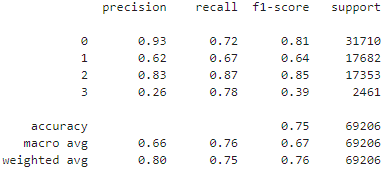 precision recall f1-score support
0 0.93 0.72 0.81 31710
1 0.62 0.67 0.64 17682
2 0.83 0.87 0.85 17353
3 0.26 0.78 0.39 2461
accuracy 0.75 69206
macro avg 0.66 0.76 0.67 69206
weighted avg 0.80 0.75 0.76 69206